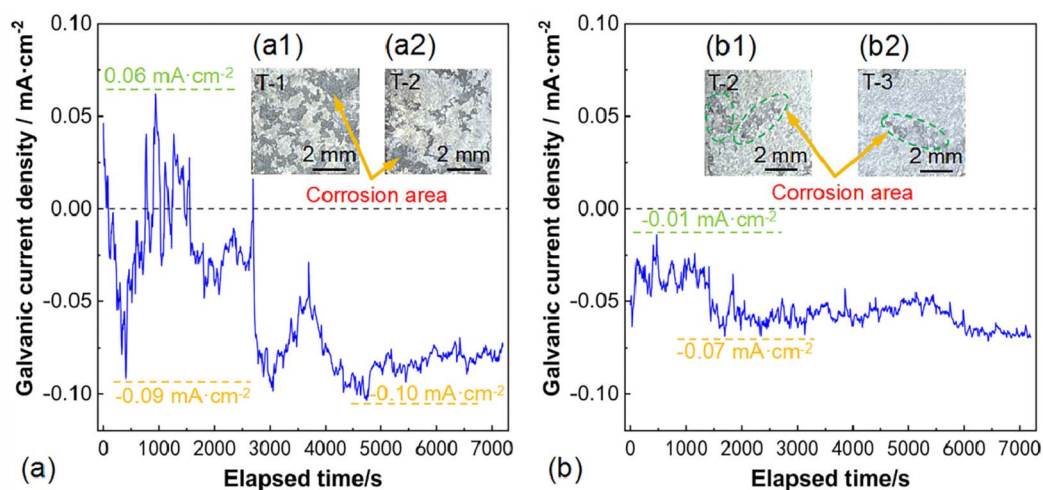 0.10
0.05
0.00
-0.05
-0.10
Galvanic current density / mA·cm-2
0.06 mA·cm-2
(a1)
(a2)
T-1
T-2
2 mm
2 mm
Corrosion area
-0.09 mA·cm-2
-0.10 mA·cm-2
0 1000 2000 3000 4000 5000 6000 7000
Elapsed time/s
(a)
0.10
0.05
0.00
-0.05
-0.10
Galvanic current density / mA·cm-2
(b1)
(b2)
T-2
T-3
2 mm
2 mm
Corrosion area
-0.01 mA·cm-2
-0.07 mA·cm-2
0 1000 2000 3000 4000 5000 6000 7000
Elapsed time/s
(b)